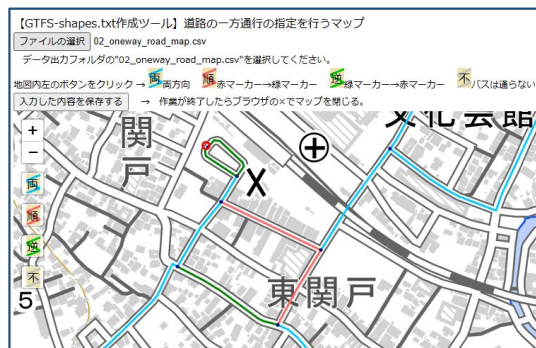 【GTFS-shapes.txt作成ツール】道路の一方通行の指定を行うマップ
ファイルの選択 02_oneway_road_map.csv
データ出力フォルダの"02_oneway_road_map.csv"を選択してください。
地図内左のボタンをクリック → 両 両方向 順 赤マーカー→緑マーカー 逆 緑マーカー→赤マーカー 不 バスは通らない
入力した内容を保存する → 作業が終了したらブラウザの×でマップを閉じる。
文化会館
関戸
+
−
両
順
逆
不
X
東関戸
5